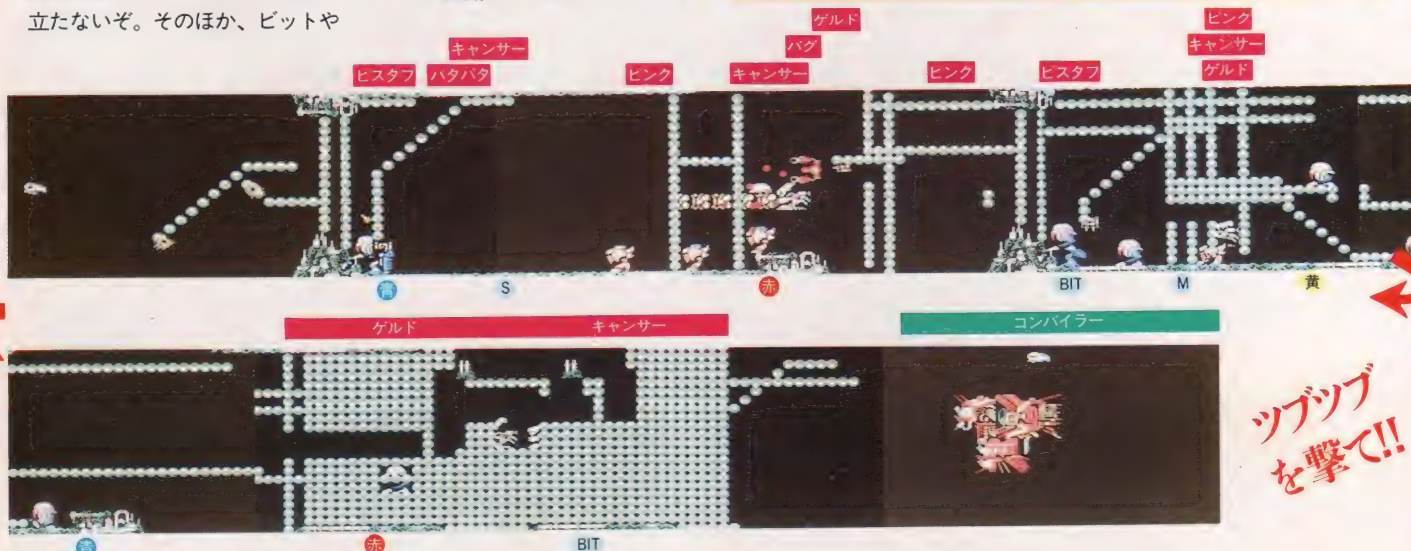 立たないぞ。そのほか、ビットや
ゲルド
バグ
キャンサー
キャンサー
ヒスタフ
パタパタ
ピンク
ピンク
ヒスタフ
ピンク
キャンサー
ゲルド
青
S
赤
BIT
M
黄
ゲルド
キャンサー
コンパイラー
青
赤
BIT
ツブツブ
を撃て!!